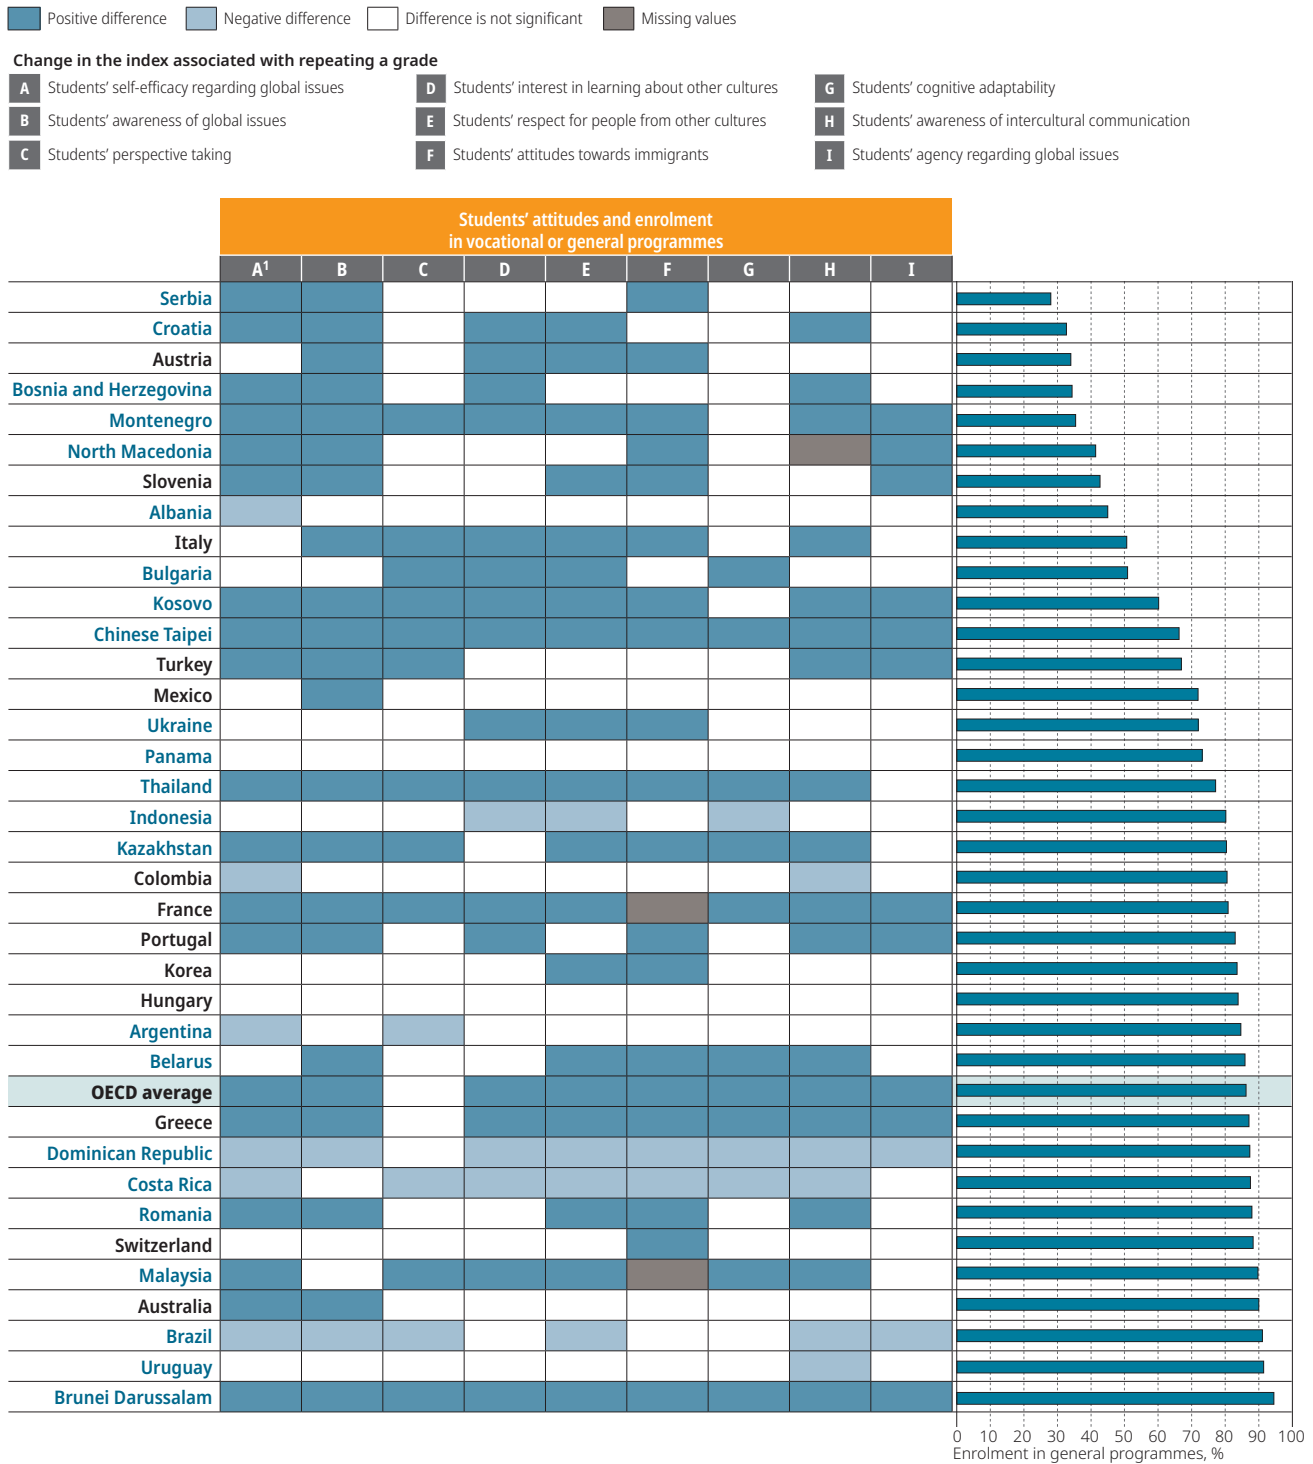 Positive difference Negative difference Difference is not significant Missing values
Change in the index associated with repeating a grade
A Students’ self-efficacy regarding global issues D Students’ interest in learning about other cultures G Students’ cognitive adaptability
B Students’ awareness of global issues E Students’ respect for people from other cultures H Students’ awareness of intercultural communication
C Students’ perspective taking F Students’ attitudes towards immigrants I Students’ agency regarding global issues
Students’ attitudes and enrolment
in vocational or general programmes
A¹ B C D E F G H I
Serbia
Croatia
Austria
Bosnia and Herzegovina
Montenegro
North Macedonia
Slovenia
Albania
Italy
Bulgaria
Kosovo
Chinese Taipei
Turkey
Mexico
Ukraine
Panama
Thailand
Indonesia
Kazakhstan
Colombia
France
Portugal
Korea
Hungary
Argentina
Belarus
OECD average
Greece
Dominican Republic
Costa Rica
Romania
Switzerland
Malaysia
Australia
Brazil
Uruguay
Brunei Darussalam
0 10 20 30 40 50 60 70 80 90 100
Enrolment in general programmes, %